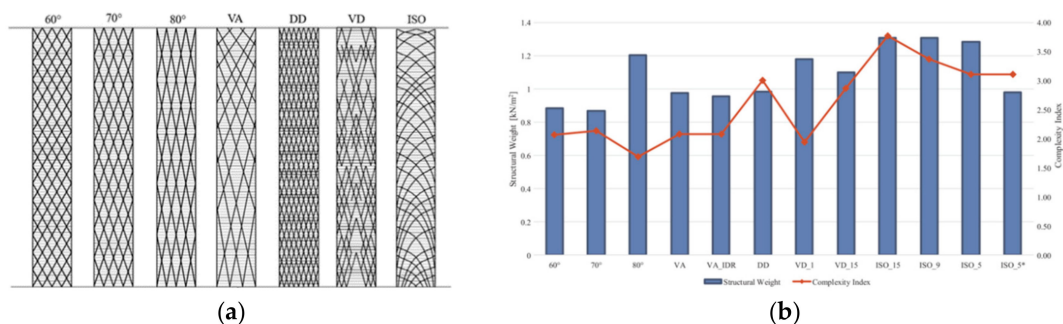 60° 70° 80° VA DD VD ISO
(a)
1.4 4.00
1.2 3.50
1 3.00
0.8 2.50
0.6 2.00
0.4 1.50
0.2 1.00
0 0.50
0.00
Structural Weight [kN/m²]
Complexity Index
60° 70° 80° VA VA_IDR DD VD_1 VD_15 ISO_15 ISO_9 ISO_5 ISO_5*
Structural Weight Complexity Index
(b)